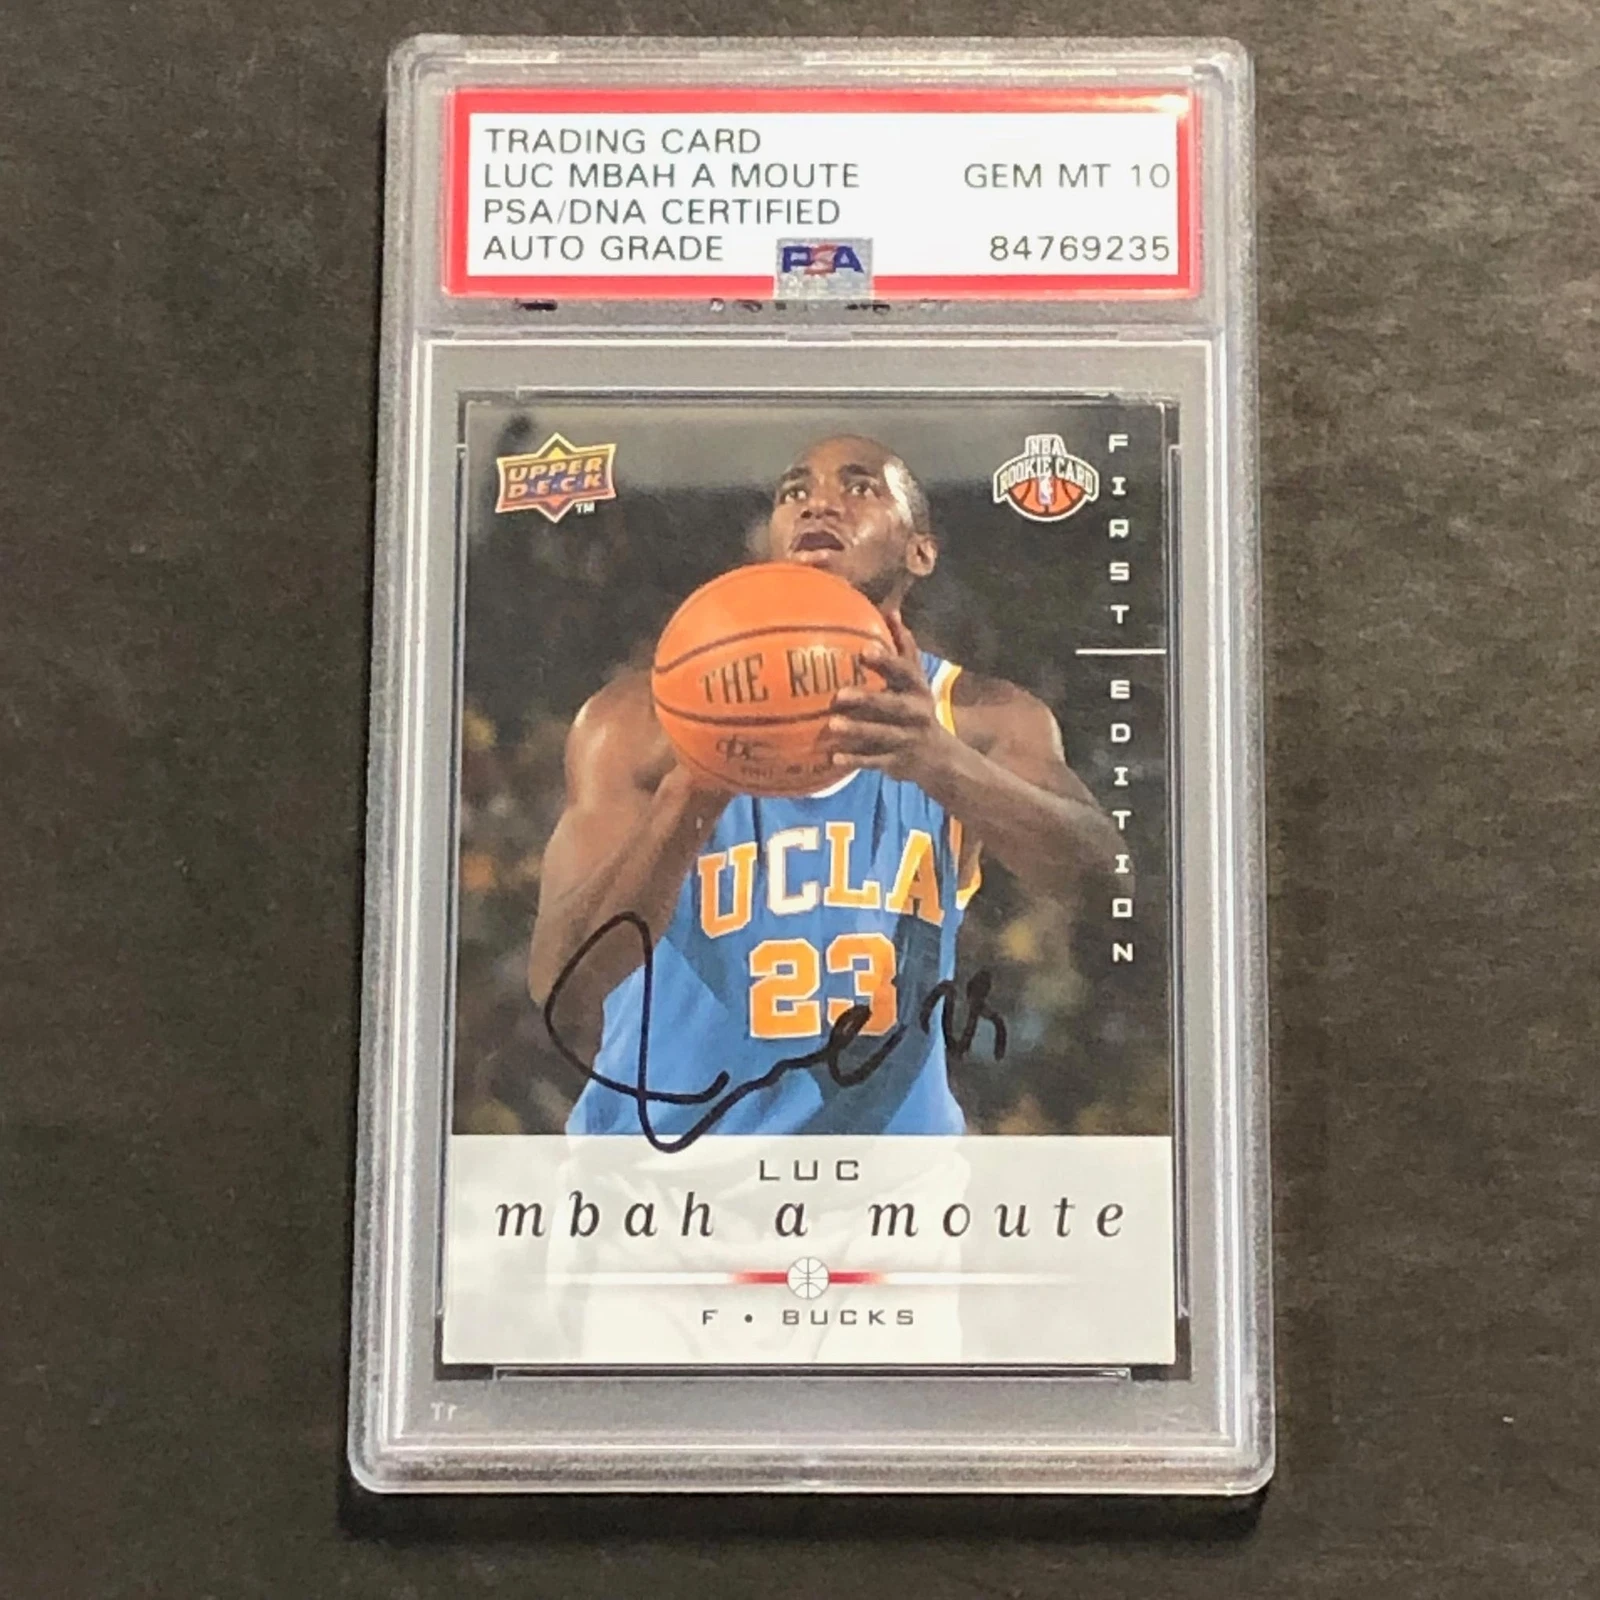 TRADING CARD
LUC MBAH A MOUTE GEM MT 10
PSA/DNA CERTIFIED
AUTO GRADE PSA 84769235
UPPER DECK TM
NBA ROOKIE CARD
FIRST EDITION
THE ROCK
UCLA
23
LUC
mbah a moute
F • BUCKS